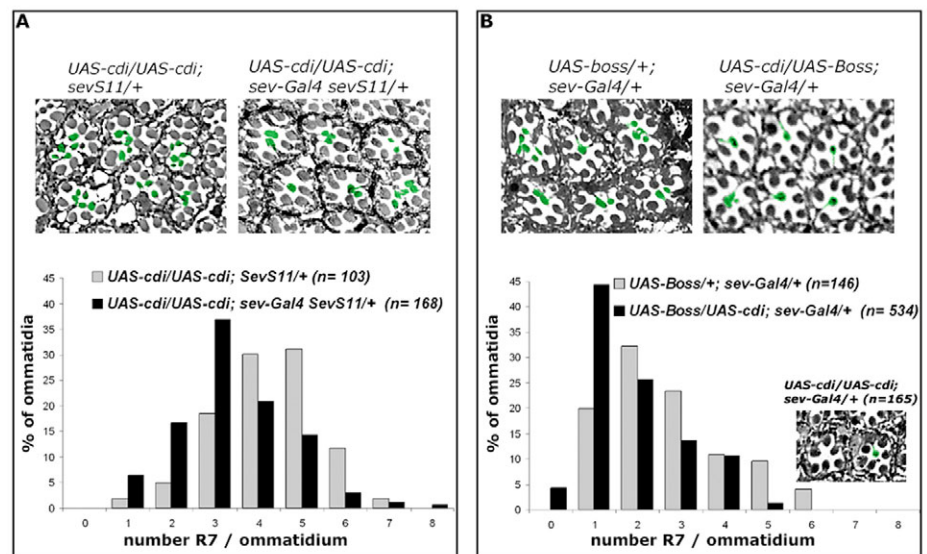 A
UAS-cdi/UAS-cdi;
sevS11/+
UAS-cdi/UAS-cdi;
sev-Gal4 sevS11/+
UAS-cdi/UAS-cdi; SevS11/+ (n= 103)
UAS-cdi/UAS-cdi; sev-Gal4 SevS11/+ (n= 168)
% of ommatidia
45
40
35
30
25
20
15
10
5
0
0 1 2 3 4 5 6 7 8
number R7 / ommatidium
B
UAS-boss/+;
sev-Gal4/+
UAS-cdi/UAS-Boss;
sev-Gal4/+
UAS-Boss/+; sev-Gal4/+ (n=146)
UAS-Boss/UAS-cdi; sev-Gal4/+ (n= 534)
UAS-cdi/UAS-cdi;
sev-Gal4/+ (n=165)
% of ommatidia
45
40
35
30
25
20
15
10
5
0
0 1 2 3 4 5 6 7 8
number R7 / ommatidium